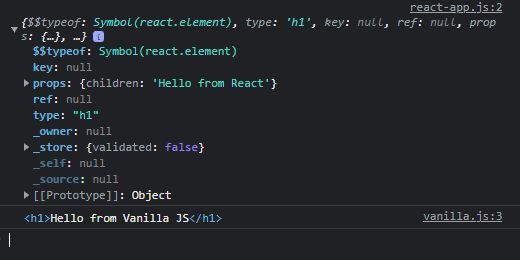 react-app.js:2
{$$typeof: Symbol(react.element), type: 'h1', key: null, ref: null, prop
s: {…}, …} i
$$typeof: Symbol(react.element)
key: null
props: {children: 'Hello from React'}
ref: null
type: "h1"
_owner: null
_store: {validated: false}
_self: null
_source: null
[[Prototype]]: Object
<h1>Hello from Vanilla JS</h1> vanilla.js:3